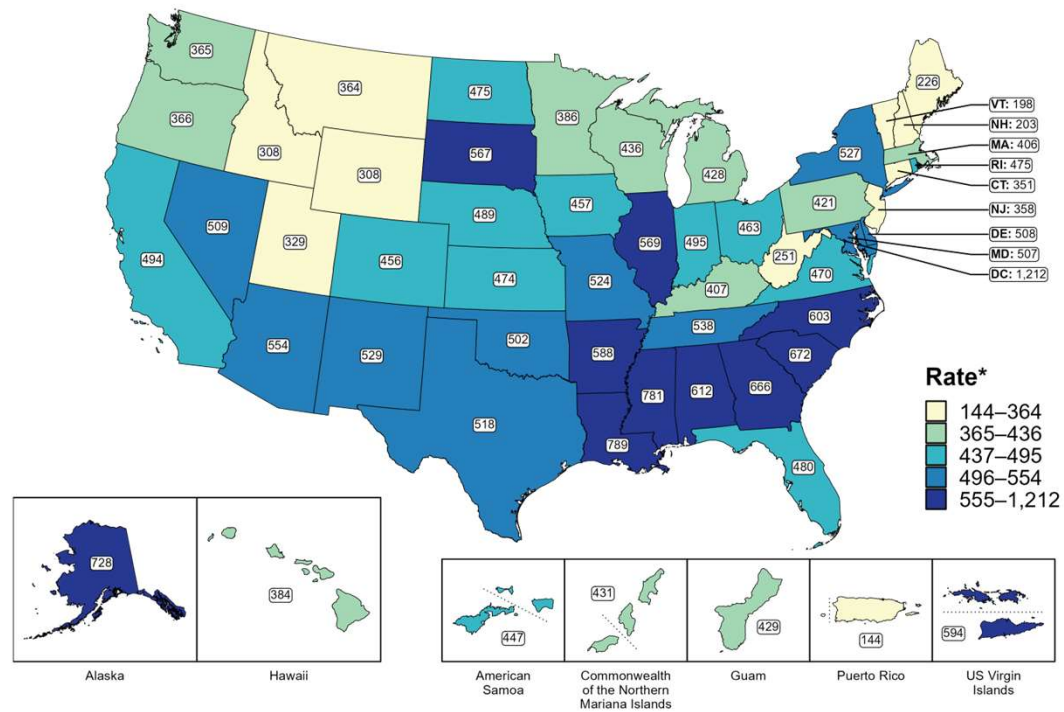 365
366
308
364
308
475
567
386
436
428
226
VT: 198
NH: 203
MA: 406
RI: 475
CT: 351
NJ: 358
DE: 508
MD: 507
DC: 1,212
527
421
509
494
329
456
489
474
457
569
495
463
251
470
407
524
554
529
502
538
603
588
672
781
612
666
518
789
480
Rate*
144–364
365–436
437–495
496–554
555–1,212
728
384
447
431
429
144
594
Alaska
Hawaii
American
Samoa
Commonwealth
of the Northern
Mariana Islands
Guam
Puerto Rico
US Virgin
Islands